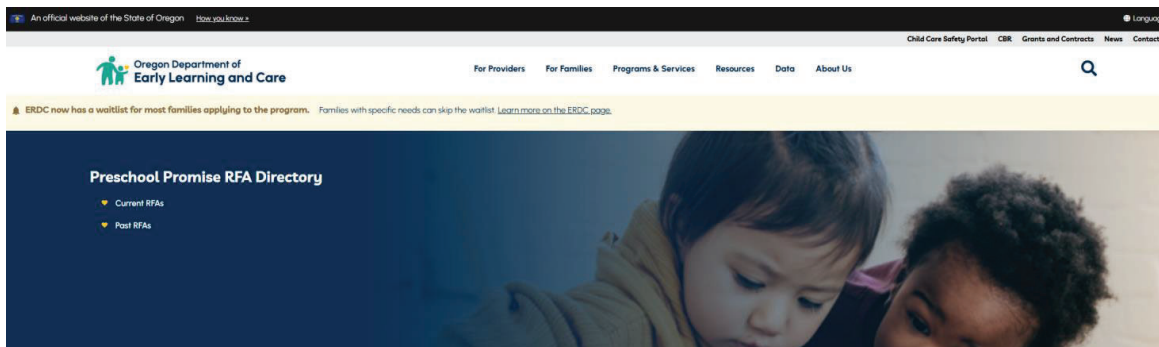 An official website of the State of Oregon How you know »
Child Care Safety Portal CBR Grants and Contracts News Contact
Oregon Department of
Early Learning and Care
For Providers For Families Programs & Services Resources Data About Us
ERDC now has a waitlist for most families applying to the program. Families with specific needs can skip the waitlist. Learn more on the ERDC page.
Preschool Promise RFA Directory
Current RFAs
Past RFAs